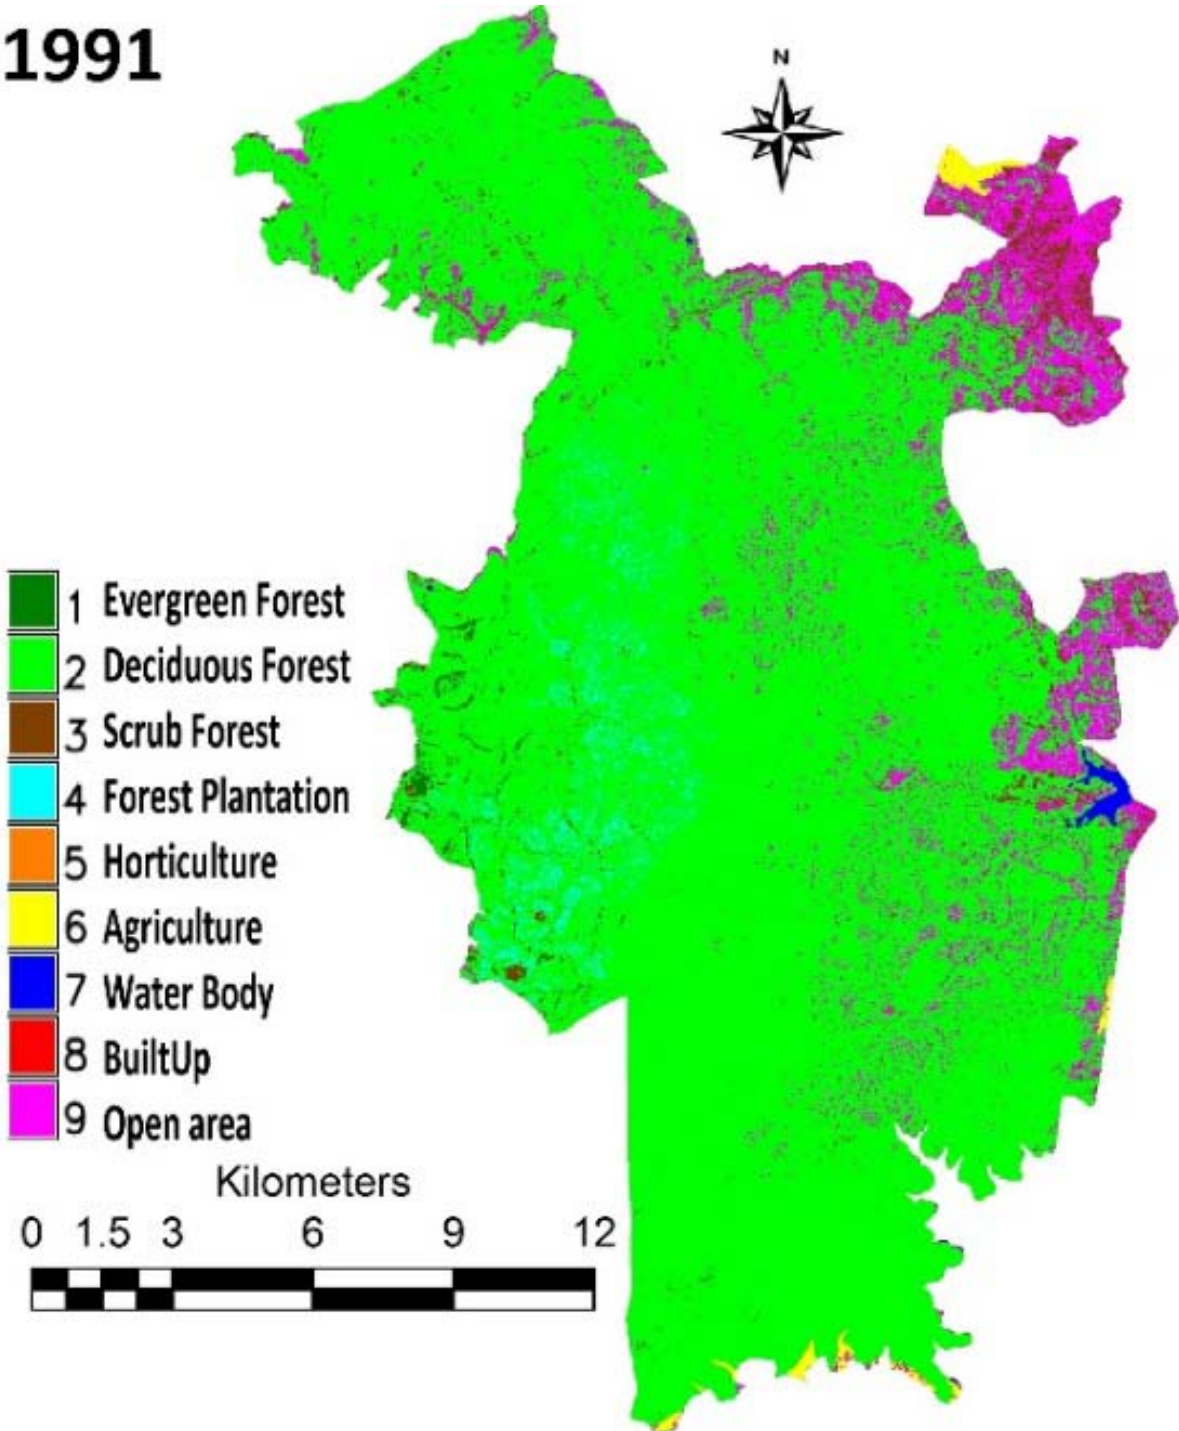 1991
N
1 Evergreen Forest
2 Deciduous Forest
3 Scrub Forest
4 Forest Plantation
5 Horticulture
6 Agriculture
7 Water Body
8 BuiltUp
9 Open area
Kilometers
0 1.5 3 6 9 12